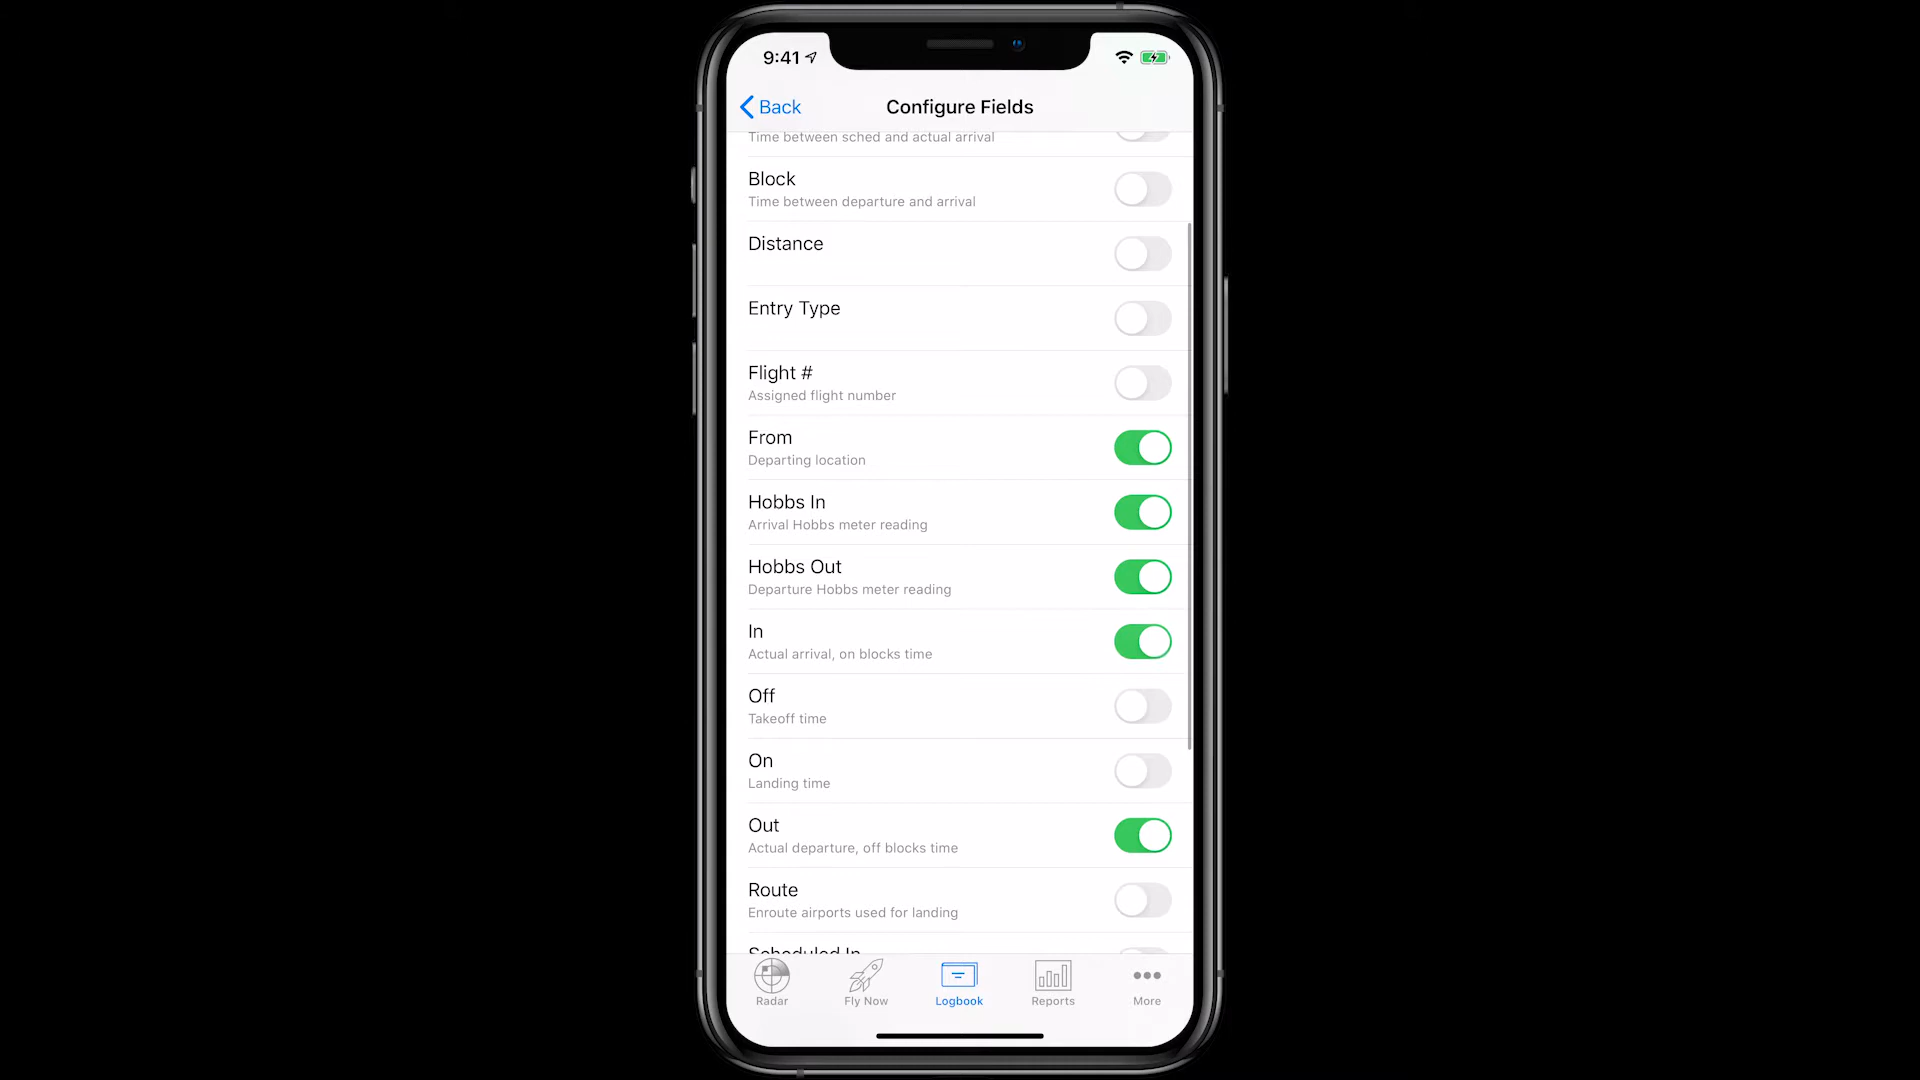 9:41
Back
Configure Fields
Time between sched and actual arrival
Block
Time between departure and arrival
Distance
Entry Type
Flight #
Assigned flight number
From
Departing location
Hobbs In
Arrival Hobbs meter reading
Hobbs Out
Departure Hobbs meter reading
In
Actual arrival, on blocks time
Off
Takeoff time
On
Landing time
Out
Actual departure, off blocks time
Route
Enroute airports used for landing
Scheduled In
Radar
Fly Now
Logbook
Reports
More